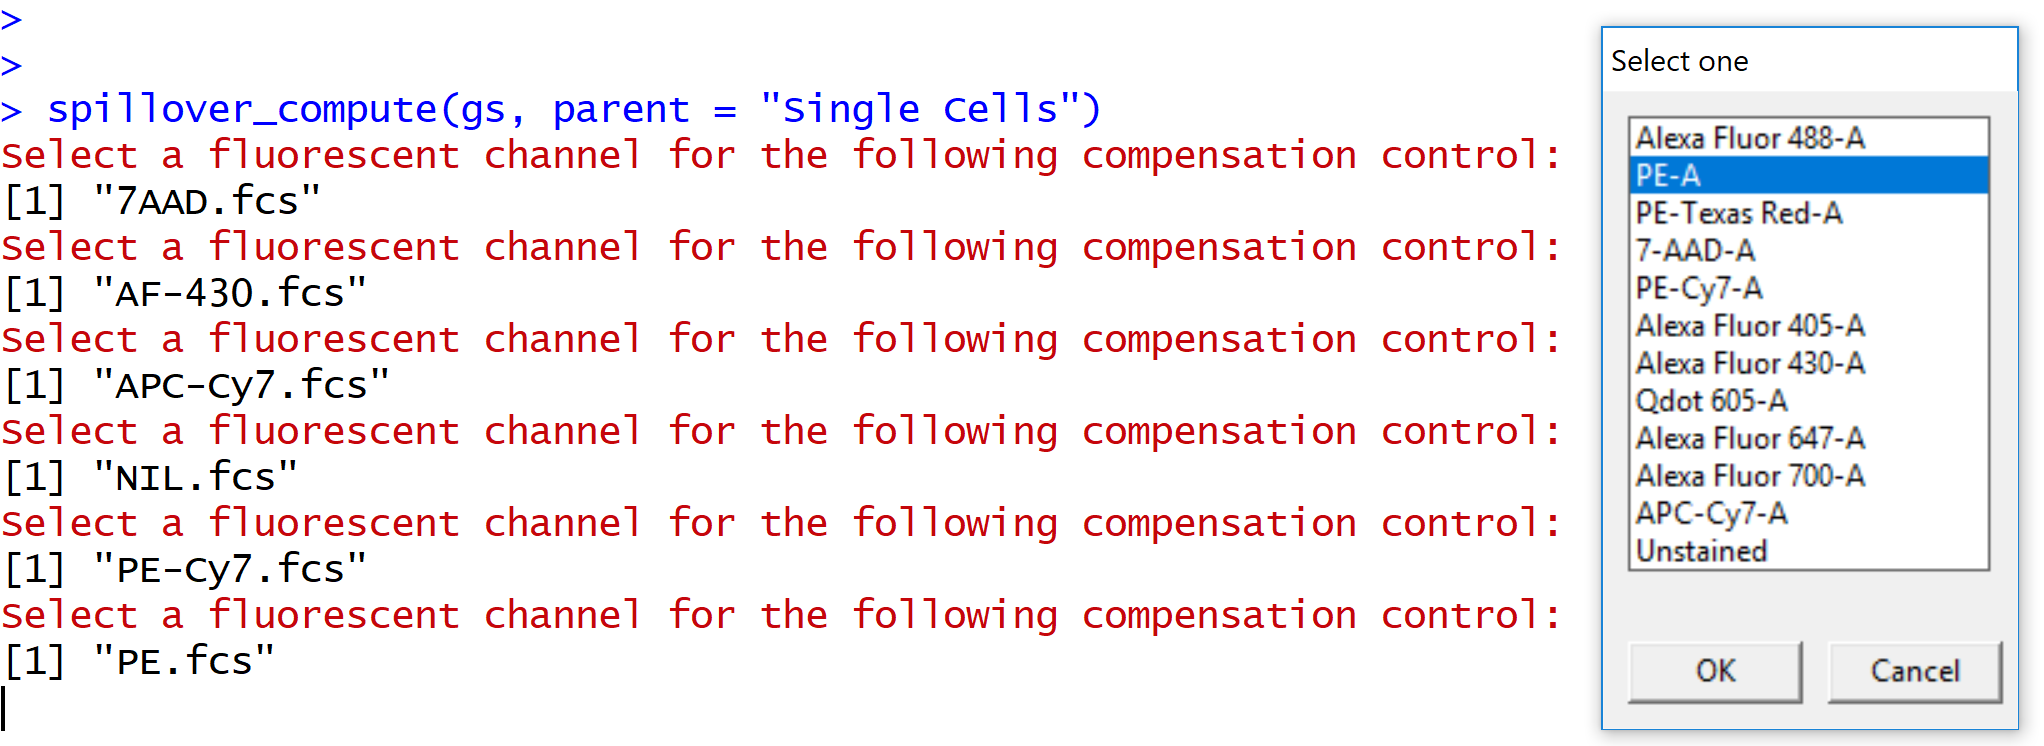 >
>
> spillover_compute(gs, parent = "Single Cells")
Select a fluorescent channel for the following compensation control:
[1] "7AAD.fcs"
Select a fluorescent channel for the following compensation control:
[1] "AF-430.fcs"
Select a fluorescent channel for the following compensation control:
[1] "APC-Cy7.fcs"
Select a fluorescent channel for the following compensation control:
[1] "NIL.fcs"
Select a fluorescent channel for the following compensation control:
[1] "PE-Cy7.fcs"
Select a fluorescent channel for the following compensation control:
[1] "PE.fcs"
Select one
Alexa Fluor 488-A
PE-A
PE-Texas Red-A
7-AAD-A
PE-Cy7-A
Alexa Fluor 405-A
Alexa Fluor 430-A
Qdot 605-A
Alexa Fluor 647-A
Alexa Fluor 700-A
APC-Cy7-A
Unstained
OK
Cancel